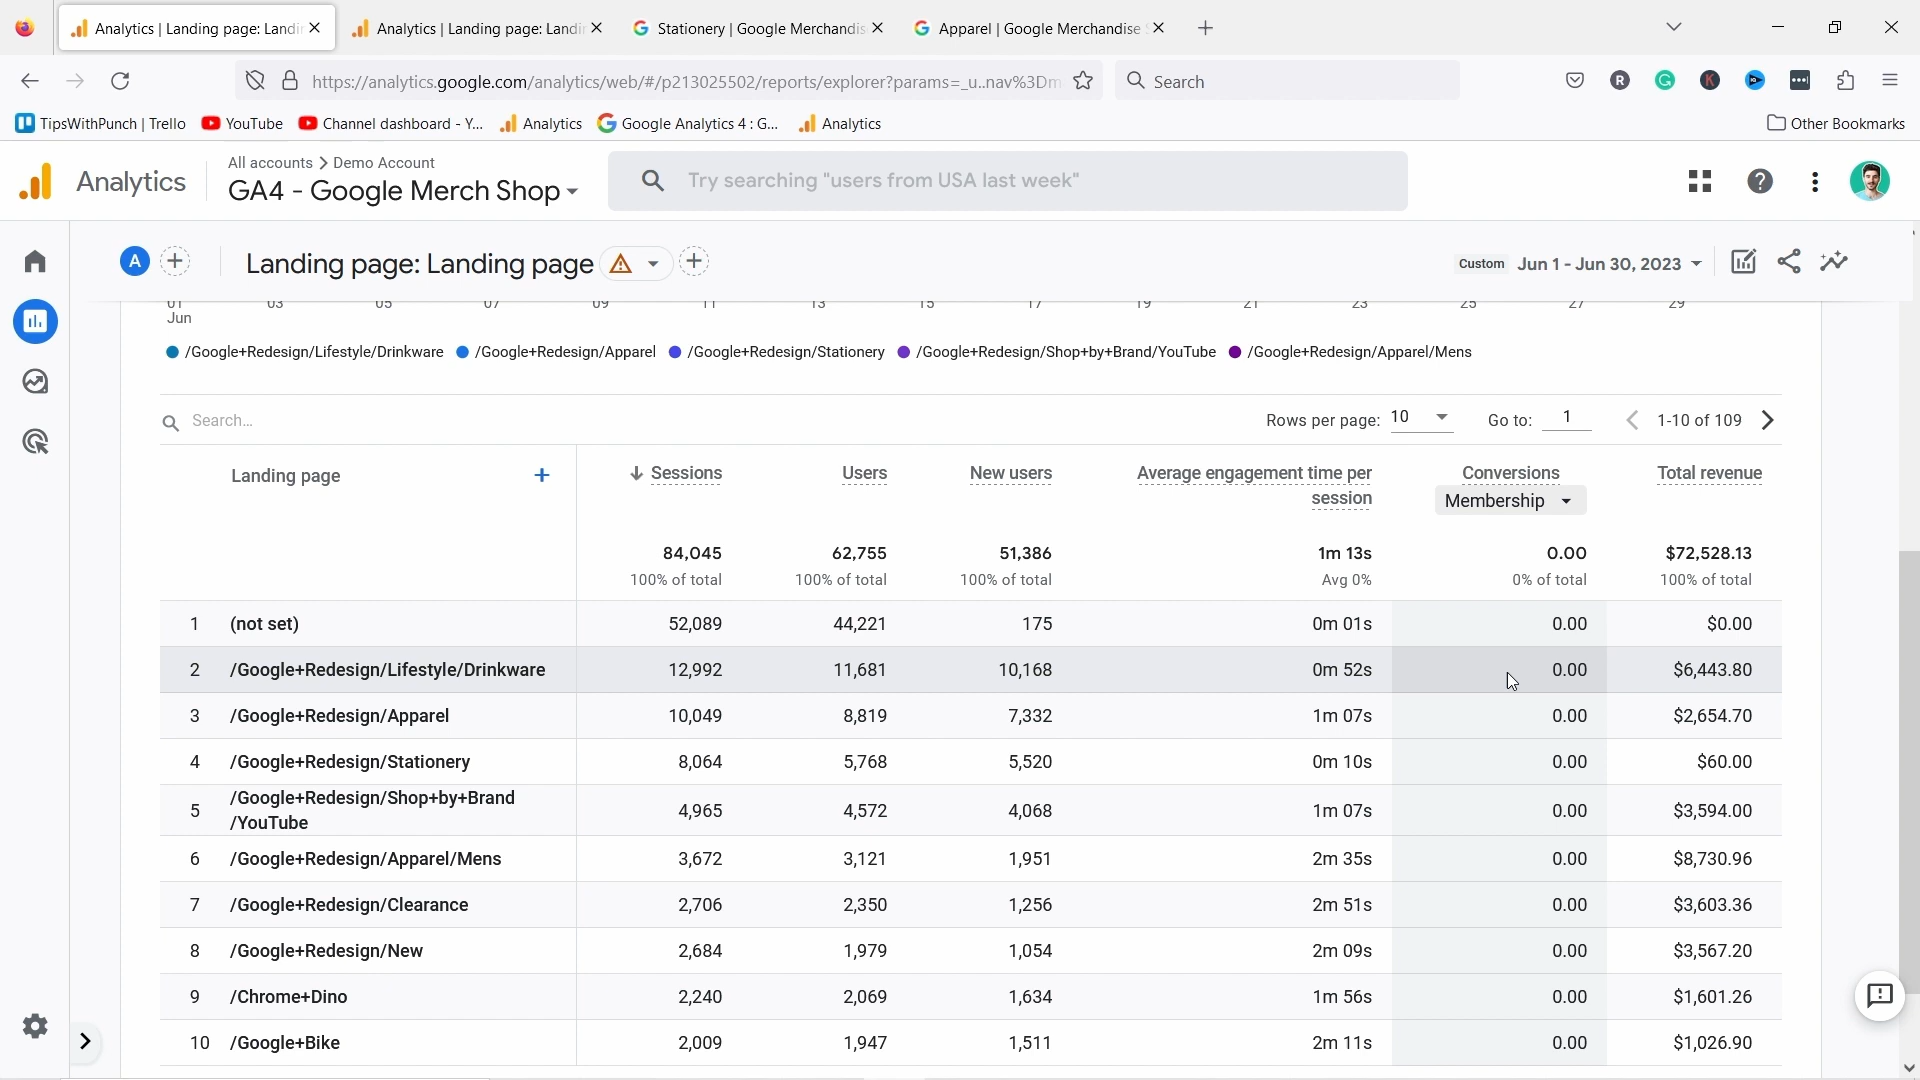 Analytics | Landing page: Landi
Analytics | Landing page: Landi
Stationery | Google Merchandis
Apparel | Google Merchandise
https://analytics.google.com/analytics/web/#/p213025502/reports/explorer?params=_u..nav%3Dm
Search
TipsWithPunch | Trello
YouTube
Channel dashboard - Y...
Analytics
Google Analytics 4 : G...
Analytics
Other Bookmarks
Analytics
All accounts > Demo Account
GA4 - Google Merch Shop
Try searching "users from USA last week"
A
Landing page: Landing page
Custom Jun 1 - Jun 30, 2023
01 03 05 07 09 11 13 15 17 19 21 23 25 27 29
Jun
/Google+Redesign/Lifestyle/Drinkware /Google+Redesign/Apparel /Google+Redesign/Stationery /Google+Redesign/Shop+by+Brand/YouTube /Google+Redesign/Apparel/Mens
Search...
Rows per page: 10 Go to: 1 1-10 of 109
Landing page + Sessions Users New users Average engagement time per
session
Conversions
Membership
Total revenue
84,045 62,755 51,386 1m 13s 0.00 $72,528.13
100% of total 100% of total 100% of total Avg 0% 0% of total 100% of total
1 (not set) 52,089 44,221 175 0m 01s 0.00 $0.00
2 /Google+Redesign/Lifestyle/Drinkware 12,992 11,681 10,168 0m 52s 0.00 $6,443.80
3 /Google+Redesign/Apparel 10,049 8,819 7,332 1m 07s 0.00 $2,654.70
4 /Google+Redesign/Stationery 8,064 5,768 5,520 0m 10s 0.00 $60.00
5 /Google+Redesign/Shop+by+Brand
/YouTube 4,965 4,572 4,068 1m 07s 0.00 $3,594.00
6 /Google+Redesign/Apparel/Mens 3,672 3,121 1,951 2m 35s 0.00 $8,730.96
7 /Google+Redesign/Clearance 2,706 2,350 1,256 2m 51s 0.00 $3,603.36
8 /Google+Redesign/New 2,684 1,979 1,054 2m 09s 0.00 $3,567.20
9 /Chrome+Dino 2,240 2,069 1,634 1m 56s 0.00 $1,601.26
10 /Google+Bike 2,009 1,947 1,511 2m 11s 0.00 $1,026.90